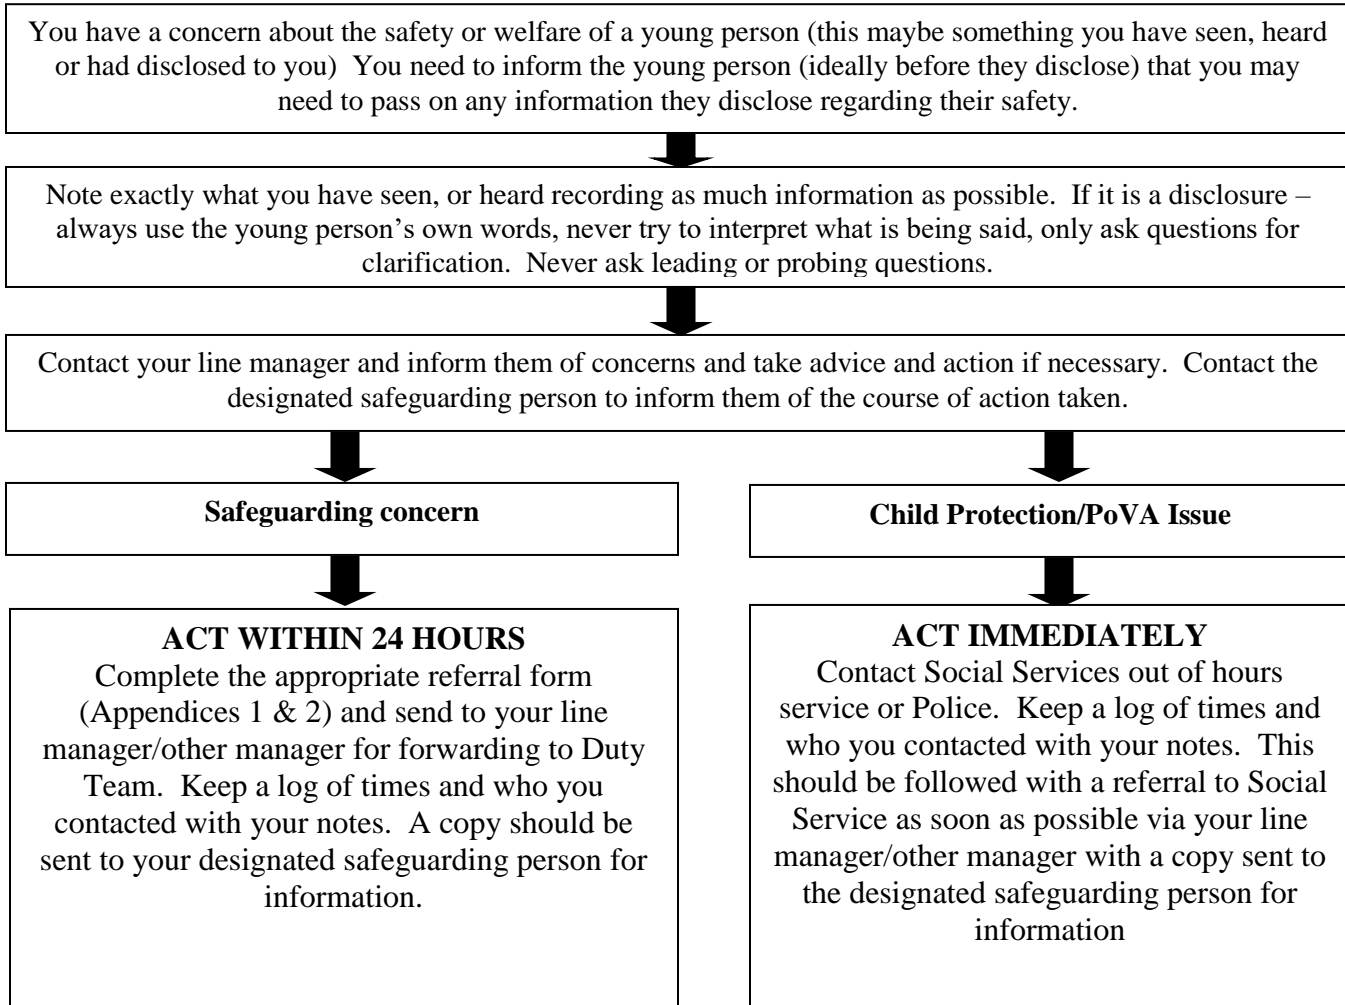 You have a concern about the safety or welfare of a young person (this maybe something you have seen, heard
or had disclosed to you)  You need to inform the young person (ideally before they disclose) that you may
need to pass on any information they disclose regarding their safety.
Note exactly what you have seen, or heard recording as much information as possible.  If it is a disclosure –
always use the young person’s own words, never try to interpret what is being said, only ask questions for
clarification.  Never ask leading or probing questions.
Contact your line manager and inform them of concerns and take advice and action if necessary.  Contact the
designated safeguarding person to inform them of the course of action taken.
Safeguarding concern
ACT WITHIN 24 HOURS
Complete the appropriate referral form
(Appendices 1 & 2) and send to your line
manager/other manager for forwarding to Duty
Team.  Keep a log of times and who you
contacted with your notes.  A copy should be
sent to your designated safeguarding person for
information.
Child Protection/PoVA Issue
ACT IMMEDIATELY
Contact Social Services out of hours
service or Police.  Keep a log of times and
who you contacted with your notes.  This
should be followed with a referral to Social
Service as soon as possible via your line
manager/other manager with a copy sent to
the designated safeguarding person for
information